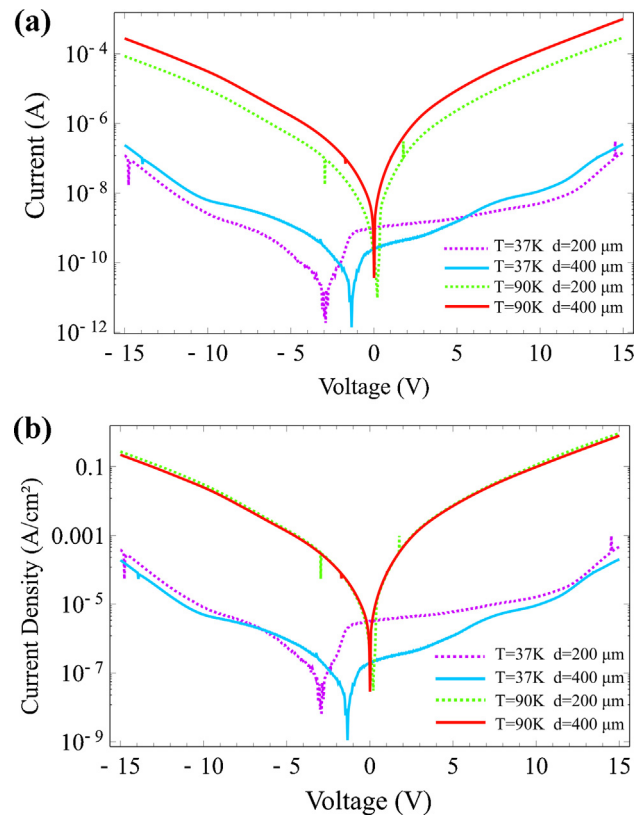 (a)
Current (A)
10⁻⁴
10⁻⁶
10⁻⁸
10⁻¹⁰
10⁻¹²
T=37K d=200 μm
T=37K d=400 μm
T=90K d=200 μm
T=90K d=400 μm
- 15 - 10 - 5 0 5 10 15
Voltage (V)
(b)
Current Density (A/cm²)
0.1
0.001
10⁻⁵
10⁻⁷
10⁻⁹
T=37K d=200 μm
T=37K d=400 μm
T=90K d=200 μm
T=90K d=400 μm
- 15 - 10 - 5 0 5 10 15
Voltage (V)